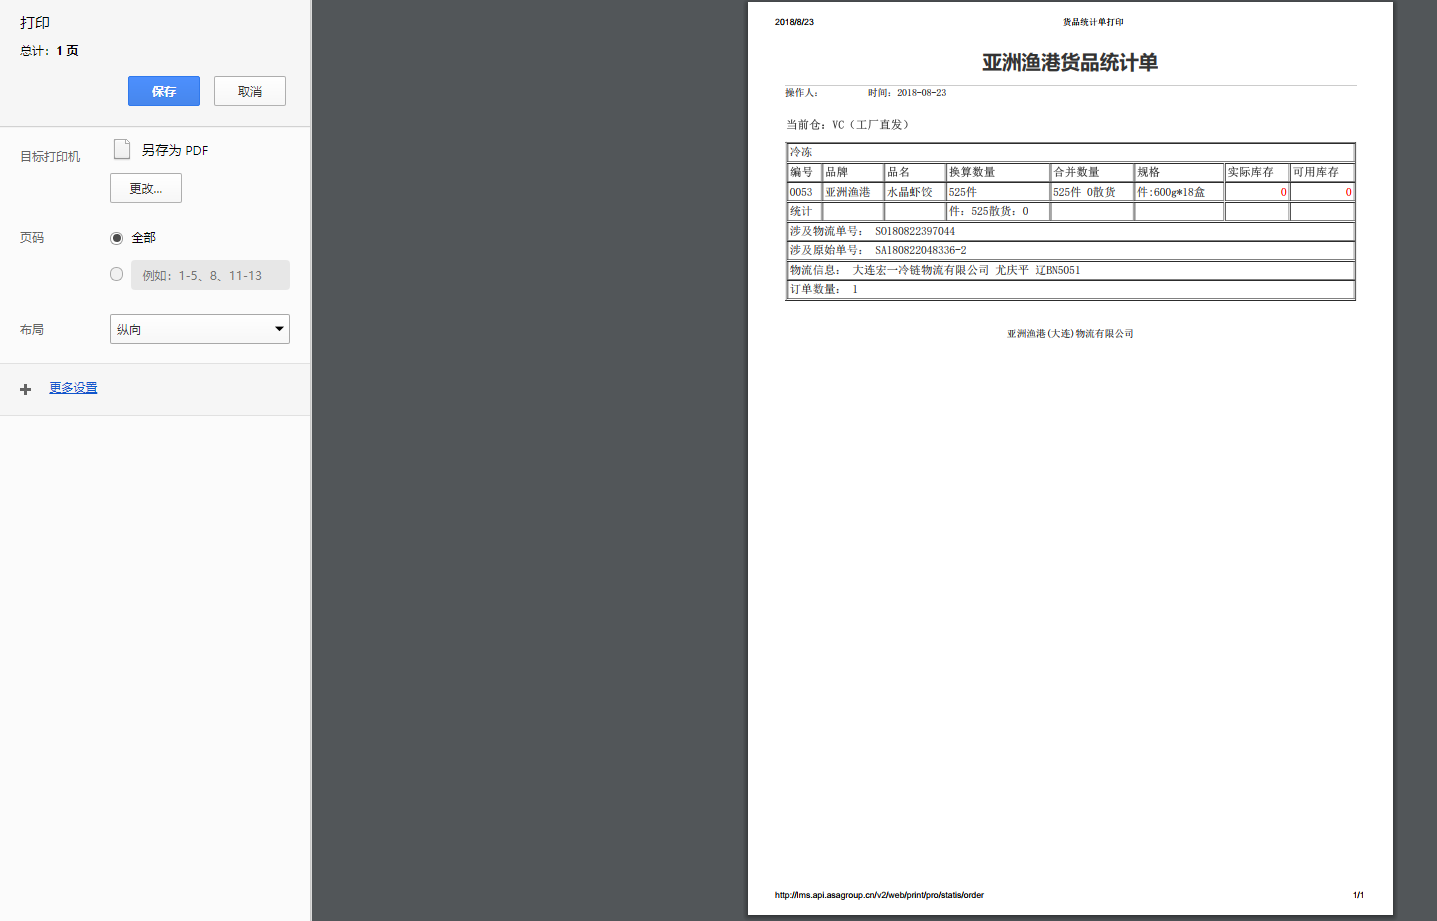 打印
总计：1 页
保存
取消
目标打印机
另存为 PDF
更改...
页码
全部
例如：1-5、8、11-13
布局
纵向
更多设置
2018/8/23 货品统计单打印
亚洲渔港货品统计单
操作人： 时间：2018-08-23
当前仓：VC（工厂直发）
冷冻
编号 品牌 品名 换算数量 合并数量 规格 实际库存 可用库存
0053 亚洲渔港 水晶虾饺 525件 525件 0散货 件:600g*18盒 0 0
统计 件：525散货：0
涉及物流单号： SO180822397044
涉及原始单号： SA180822048336-2
物流信息： 大连宏一冷链物流有限公司 尤庆平 辽BN5051
订单数量： 1
亚洲渔港(大连)物流有限公司
http://lms.api.asagroup.cn/v2/web/print/pro/statis/order 1/1